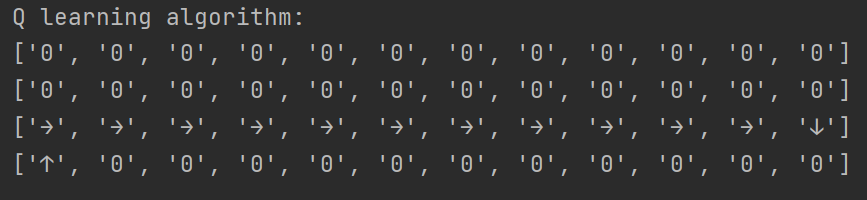 Q learning algorithm:
['0', '0', '0', '0', '0', '0', '0', '0', '0', '0', '0', '0']
['0', '0', '0', '0', '0', '0', '0', '0', '0', '0', '0', '0']
['→', '→', '→', '→', '→', '→', '→', '→', '→', '→', '→', '↓']
['↑', '0', '0', '0', '0', '0', '0', '0', '0', '0', '0', '0']